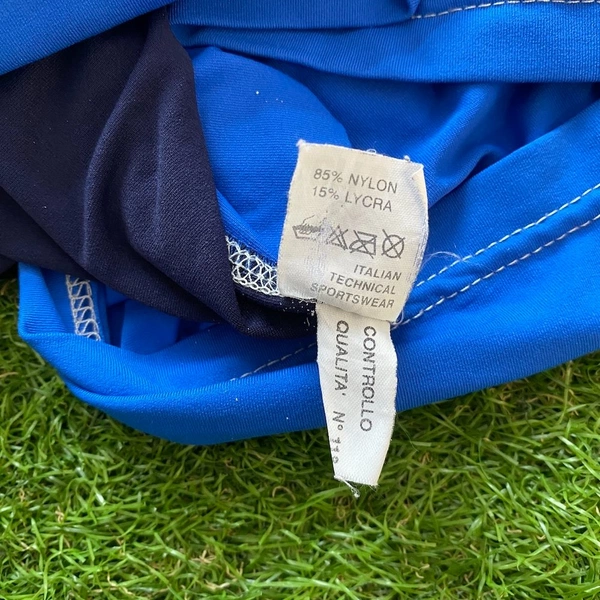 85% NYLON
15% LYCRA
ITALIAN
TECHNICAL
SPORTSWEAR
CONTROLLO
QUALITA' N°